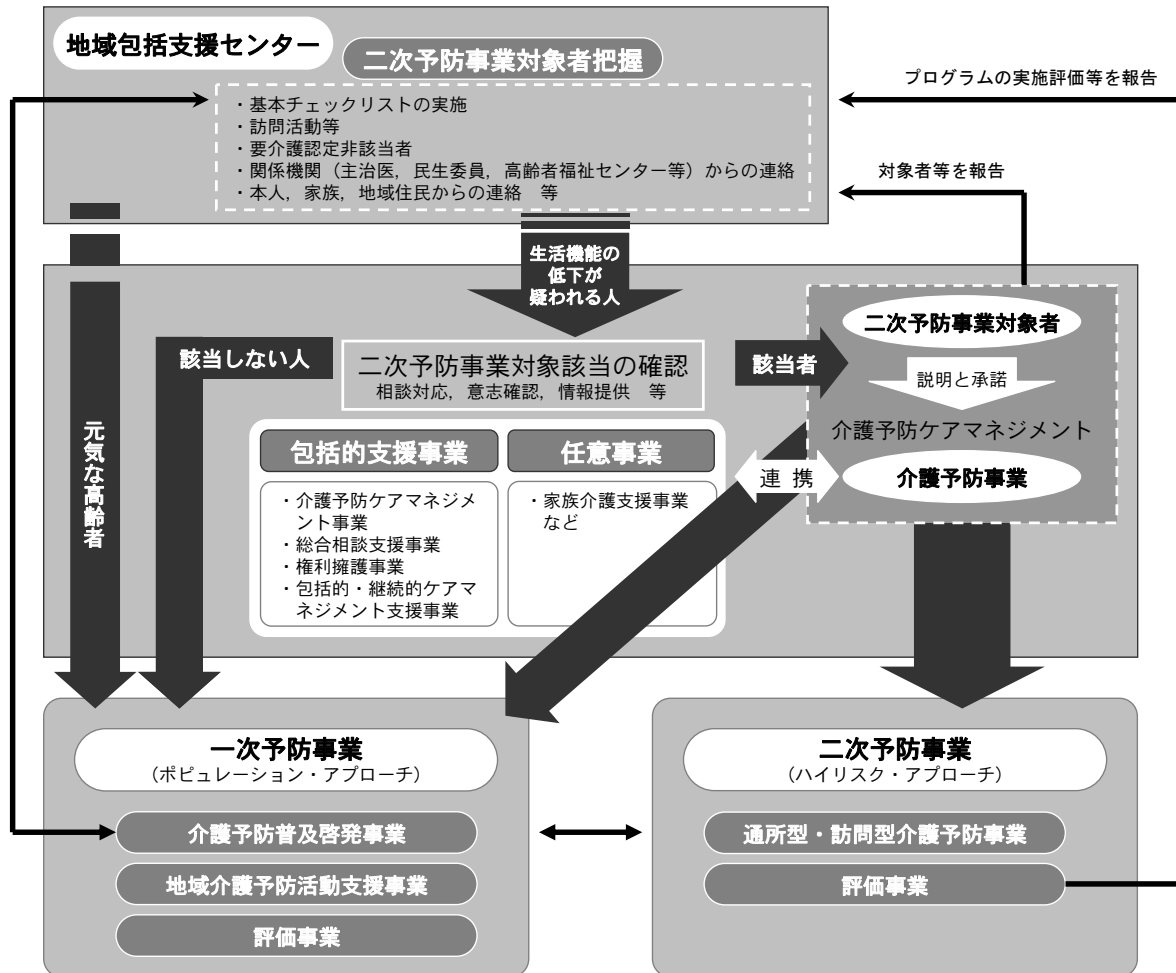 地域包括支援センター
二次予防事業対象者把握
・基本チェックリストの実施
・訪問活動等
・要介護認定非該当者
・関係機関（主治医，民生委員，高齢者福祉センター等）からの連絡
・本人，家族，地域住民からの連絡　等
プログラムの実施評価等を報告
対象者等を報告
生活機能の
低下が
疑われる人
二次予防事業対象者
説明と承諾
介護予防ケアマネジメント
介護予防事業
該当しない人
二次予防事業対象該当の確認
相談対応，意志確認，情報提供　等
該当者
元気な高齢者
包括的支援事業
・介護予防ケアマネジメ
ント事業
・総合相談支援事業
・権利擁護事業
・包括的・継続的ケアマ
ネジメント支援事業
任意事業
・家族介護支援事業
など
連 携
一次予防事業
（ポピュレーション・アプローチ）
介護予防普及啓発事業
地域介護予防活動支援事業
評価事業
二次予防事業
（ハイリスク・アプローチ）
通所型・訪問型介護予防事業
評価事業